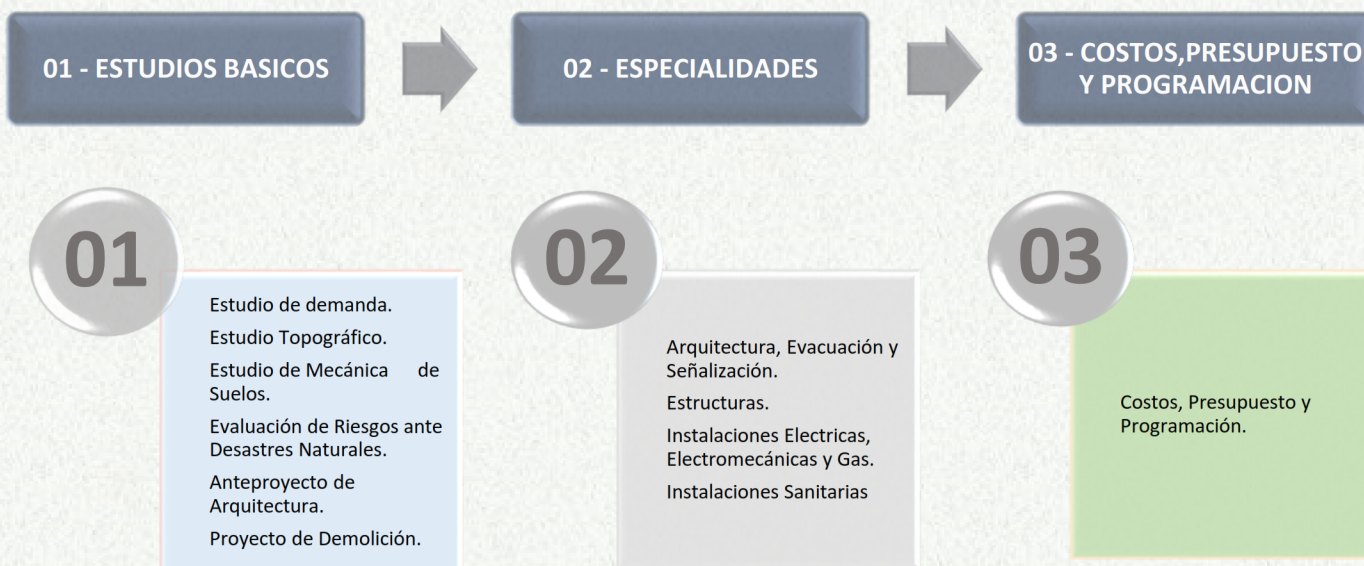 01 - ESTUDIOS BASICOS
02 - ESPECIALIDADES
03 - COSTOS,PRESUPUESTO
Y PROGRAMACION
01
Estudio de demanda.
Estudio Topográfico.
Estudio de Mecánica de
Suelos.
Evaluación de Riesgos ante
Desastres Naturales.
Anteproyecto de
Arquitectura.
Proyecto de Demolición.
02
Arquitectura, Evacuación y
Señalización.
Estructuras.
Instalaciones Electricas,
Electromecánicas y Gas.
Instalaciones Sanitarias
03
Costos, Presupuesto y
Programación.